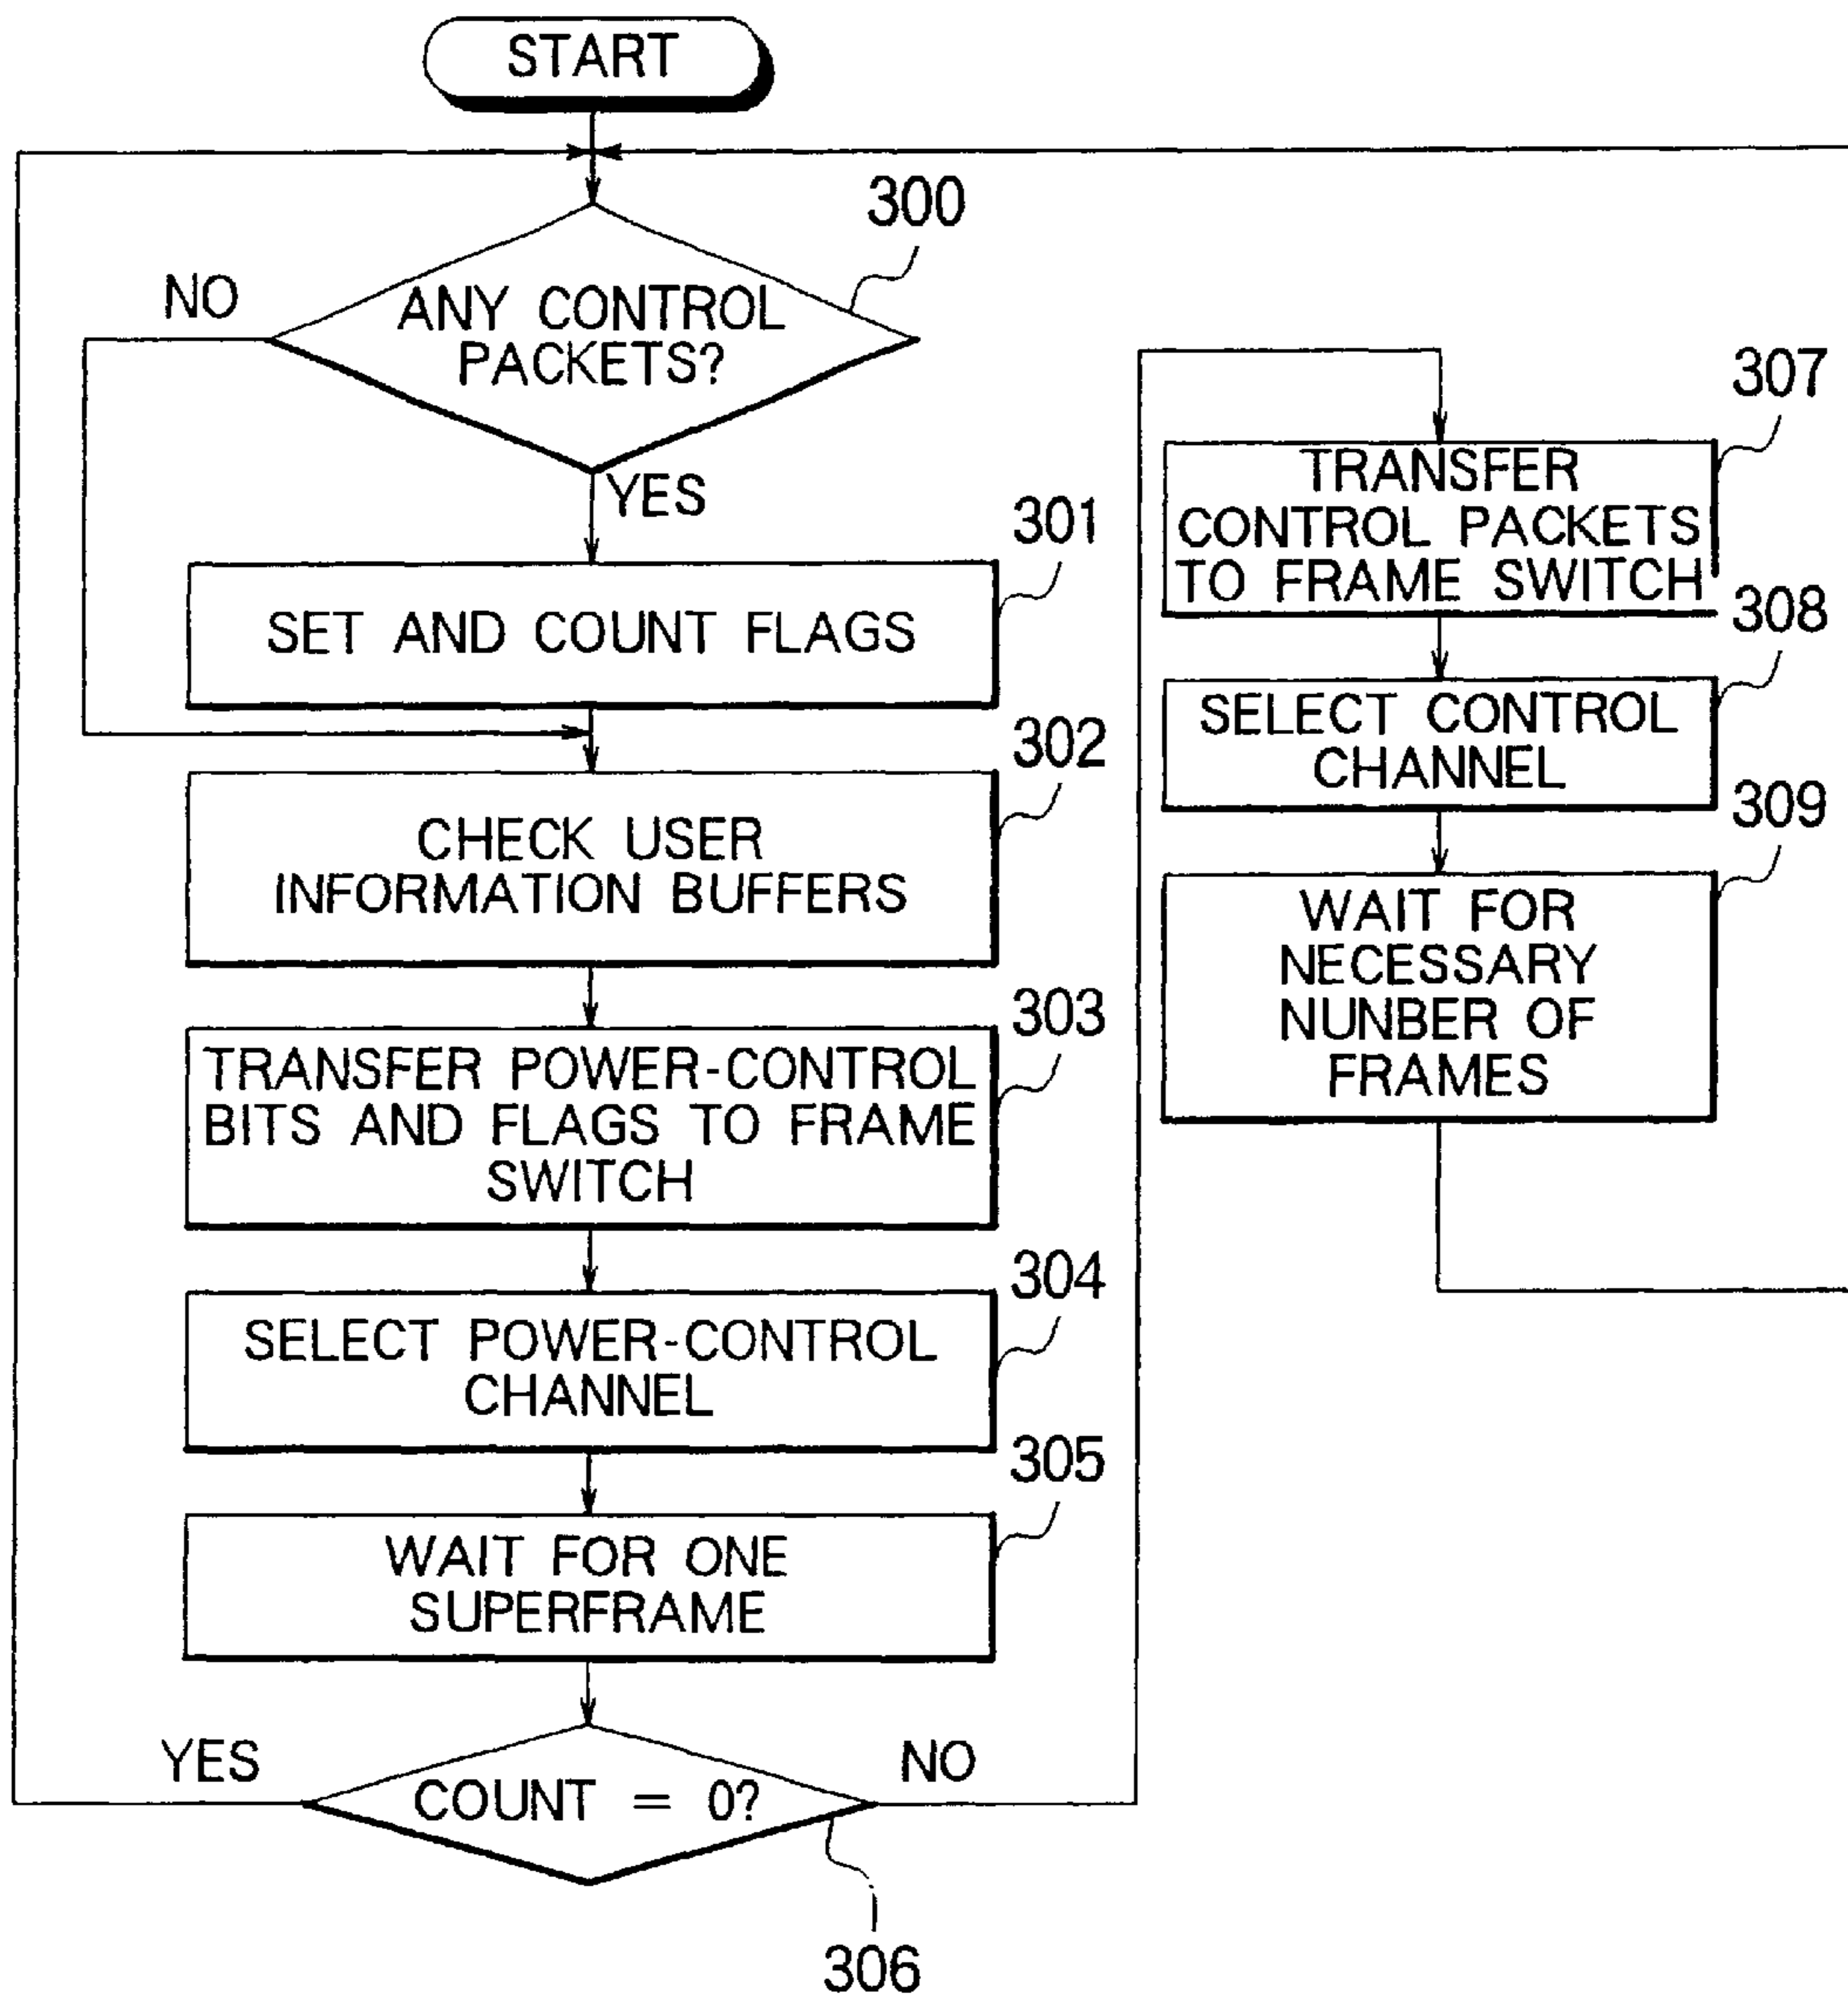 START
300
NO
ANY CONTROL
PACKETS?
YES
301
SET AND COUNT FLAGS
302
CHECK USER
INFORMATION BUFFERS
303
TRANSFER POWER-CONTROL
BITS AND FLAGS TO FRAME
SWITCH
304
SELECT POWER-CONTROL
CHANNEL
305
WAIT FOR ONE
SUPERFRAME
YES
NO
COUNT = 0?
306
307
TRANSFER
CONTROL PACKETS
TO FRAME SWITCH
308
SELECT CONTROL
CHANNEL
309
WAIT FOR
NECESSARY
NUNBER OF
FRAMES